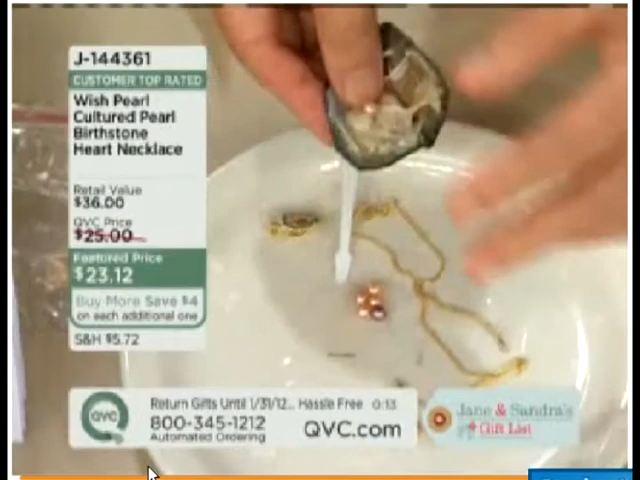 J-144361
CUSTOMER TOP RATED
Wish Pearl
Cultured Pearl
Birthstone
Heart Necklace
Retail Value
$36.00
QVC Price
$25.00
Featured Price
$23.12
Buy More Save $4
on each additional one
S&H $5.72
QVC
Return Gifts Until 1/31/12... Hassle Free 0:13
800-345-1212
Automated Ordering
QVC.com
Jane & Sandra's
Gift List